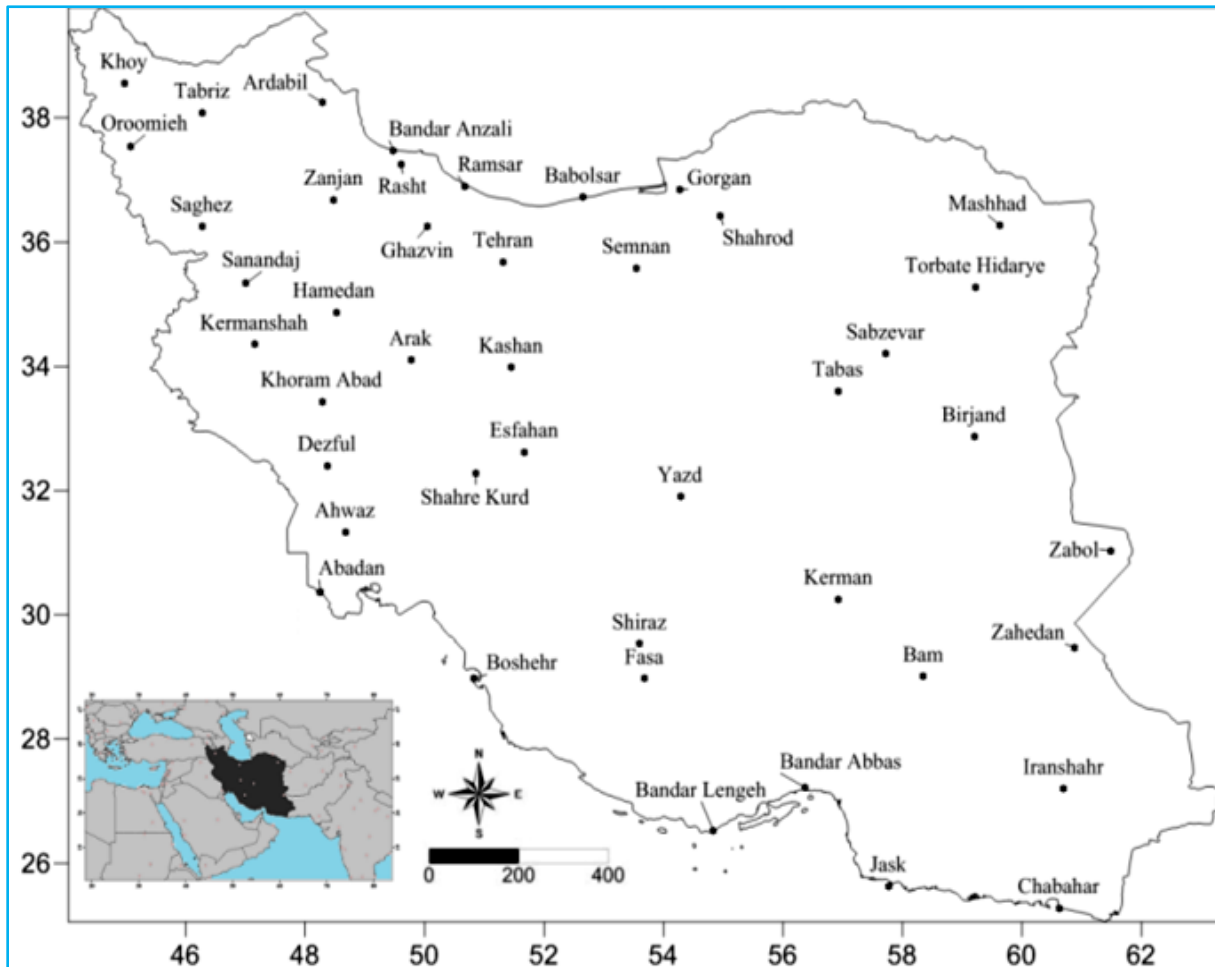 Khoy
Tabriz
Ardabil
38
Oroomieh
Bandar Anzali
Ramsar
Zanjan
Rasht
Babolsar
Gorgan
Saghez
Mashhad
36
Ghazvin
Tehran
Semnan
Shahrod
Sanandaj
Torbate Hidarye
Hamedan
Kermanshah
Arak
Kashan
Sabzevar
34
Tabas
Khoram Abad
Birjand
Dezful
Esfahan
Yazd
32
Shahre Kurd
Ahwaz
Zabol
Abadan
Kerman
30
Shiraz
Zahedan
Boshehr
Fasa
Bam
28
N
W
E
S
Bandar Abbas
Iranshahr
Bandar Lengeh
26
0
200
400
Jask
Chabahar
46
48
50
52
54
56
58
60
62